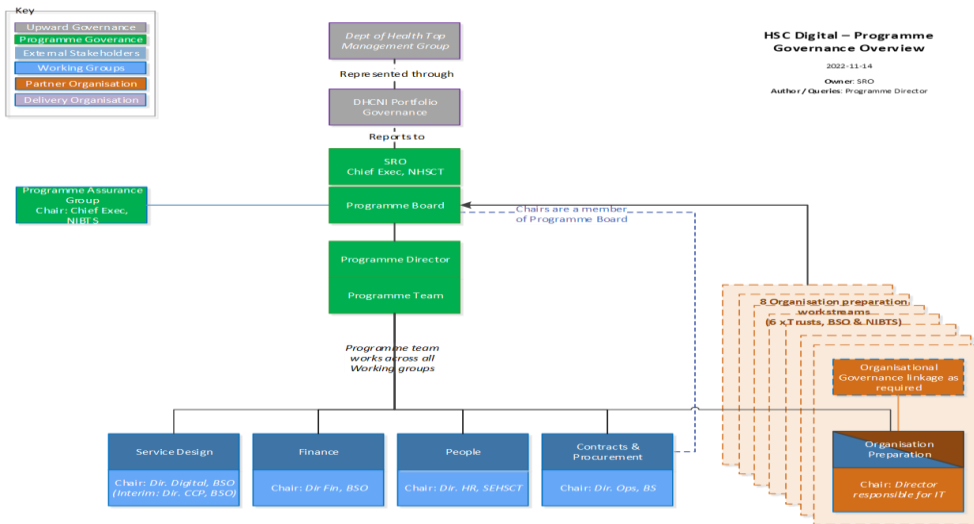 Key
Upward Governance
Programme Goverance
External Stakeholders
Working Groups
Partner Organisation
Delivery Organisation
HSC Digital – Programme
Governance Overview
2022-11-14
Owner: SRO
Author / Queries: Programme Director
Dept of Health Top
Management Group
Represented through
DHCNI Portfolio
Governance
Reports to
SRO
Chief Exec, NHSCT
Programme Assurance
Group
Chair: Chief Exec,
NIBTS
Programme Board
Chairs are a member
of Programme Board
Programme Director
Programme Team
8 Organisation preparation
workstreams
(6 x Trusts, BSO & NIBTS)
Programme team
works across all
Working groups
Organisational
Governance linkage as
required
Service Design
Chair: Dir. Digital, BSO
(Interim: Dir. CCP, BSO)
Finance
Chair: Dir Fin, BSO
People
Chair: Dir. HR, SEHSCT
Contracts &
Procurement
Chair: Dir. Ops, BS
Organisation
Preparation
Chair: Director
responsible for IT